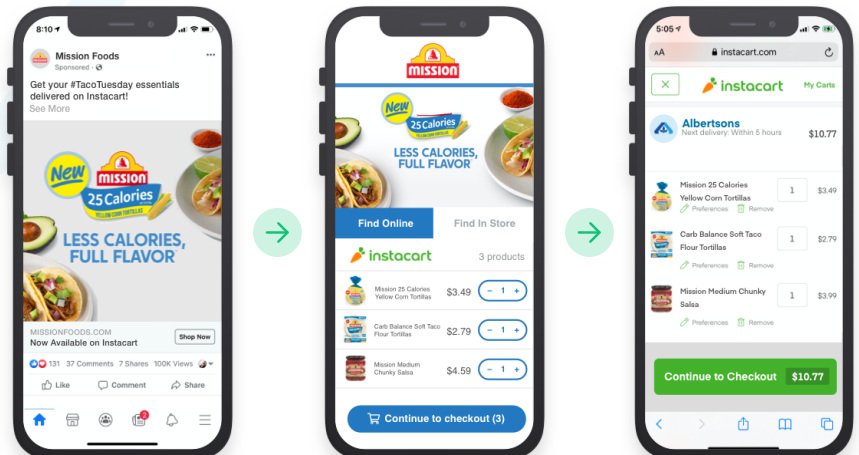 8:10
Mission Foods
Sponsored ·
Get your #TacoTuesday essentials
delivered on Instacart!
See More
New
MISSION
25 Calories
YELLOW CORN TORTILLAS
LESS CALORIES,
FULL FLAVOR
MISSIONFOODS.COM
Now Available on Instacart
Shop Now
131 37 Comments 7 Shares 100K Views
Like Comment Share
2
MISSION
New
MISSION
25 Calories
LESS CALORIES,
FULL FLAVOR
Find Online Find In Store
instacart 3 products
Mission 25 Calories
Yellow Corn Tortillas
$3.49 - 1 +
Carb Balance Soft Taco
Flour Tortillas
$2.79 - 1 +
Mission Medium
Chunky Salsa
$4.59 - 1 +
Continue to checkout (3)
5:05
AA instacart.com
X instacart My Carts
Albertsons
Next delivery: Within 5 hours
$10.77
Mission 25 Calories
Yellow Corn Tortillas
1 $3.49
Preferences Remove
Carb Balance Soft Taco
Flour Tortillas
1 $2.79
Preferences Remove
Mission Medium Chunky
Salsa
1 $3.99
Preferences Remove
Continue to Checkout $10.77